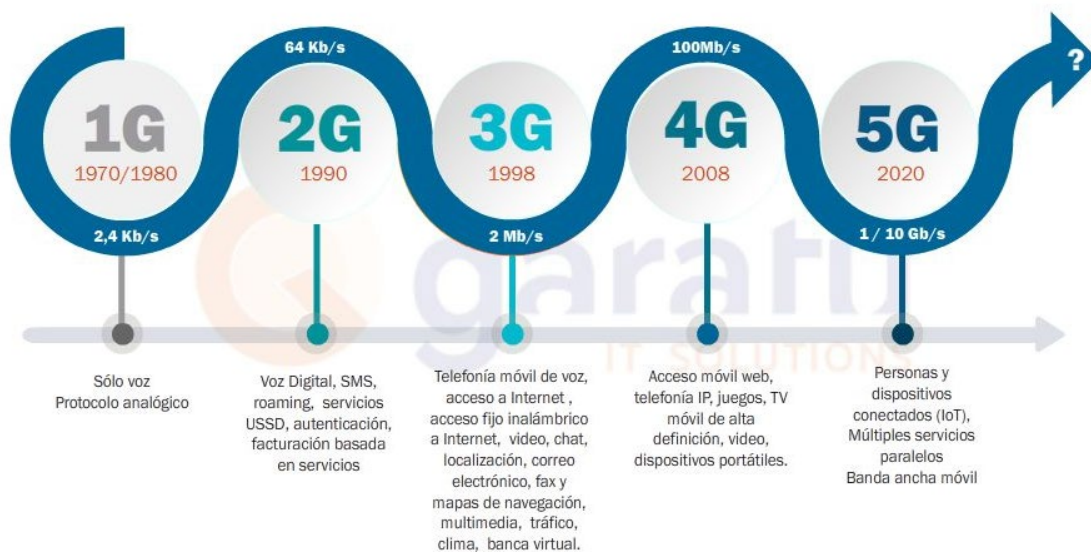 64 Kb/s
100Mb/s
?
1G
1970/1980
2G
1990
3G
1998
4G
2008
5G
2020
2,4 Kb/s
2 Mb/s
1 / 10 Gb/s
garatu
IT SOLUTIONS
Sólo voz
Protocolo analógico
Voz Digital, SMS,
roaming, servicios
USSD, autenticación,
facturación basada
en servicios
Telefonía móvil de voz,
acceso a Internet ,
acceso fijo inalámbrico
a Internet, video, chat,
localización, correo
electrónico, fax y
mapas de navegación,
multimedia, tráfico,
clima, banca virtual.
Acceso móvil web,
telefonía IP, juegos, TV
móvil de alta
definición, video,
dispositivos portátiles.
Personas y
dispositivos
conectados (IoT),
Múltiples servicios
paralelos
Banda ancha móvil